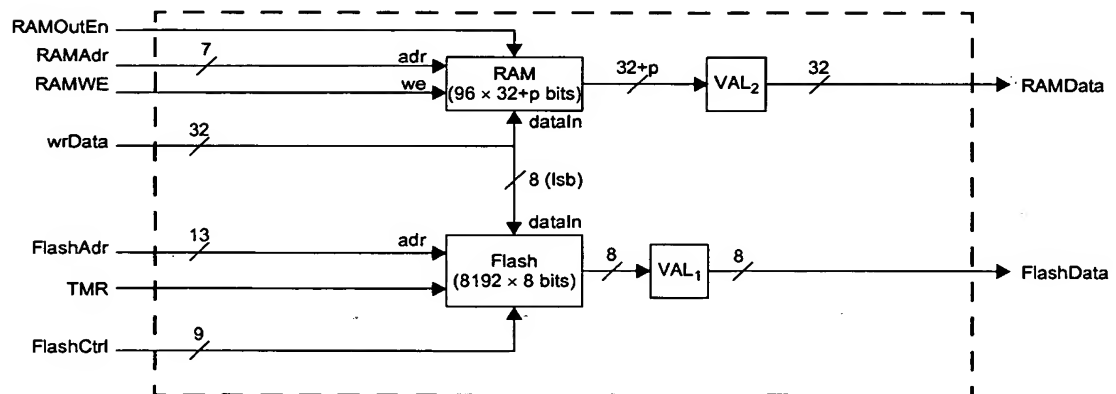 RAMOutEn
RAMAdr
7
adr
RAMWE
we
RAM
(96 × 32+p bits)
32+p
VAL2
32
RAMData
dataIn
wrData
32
8 (lsb)
dataIn
FlashAdr
13
adr
Flash
(8192 × 8 bits)
8
VAL1
8
FlashData
TMR
FlashCtrl
9